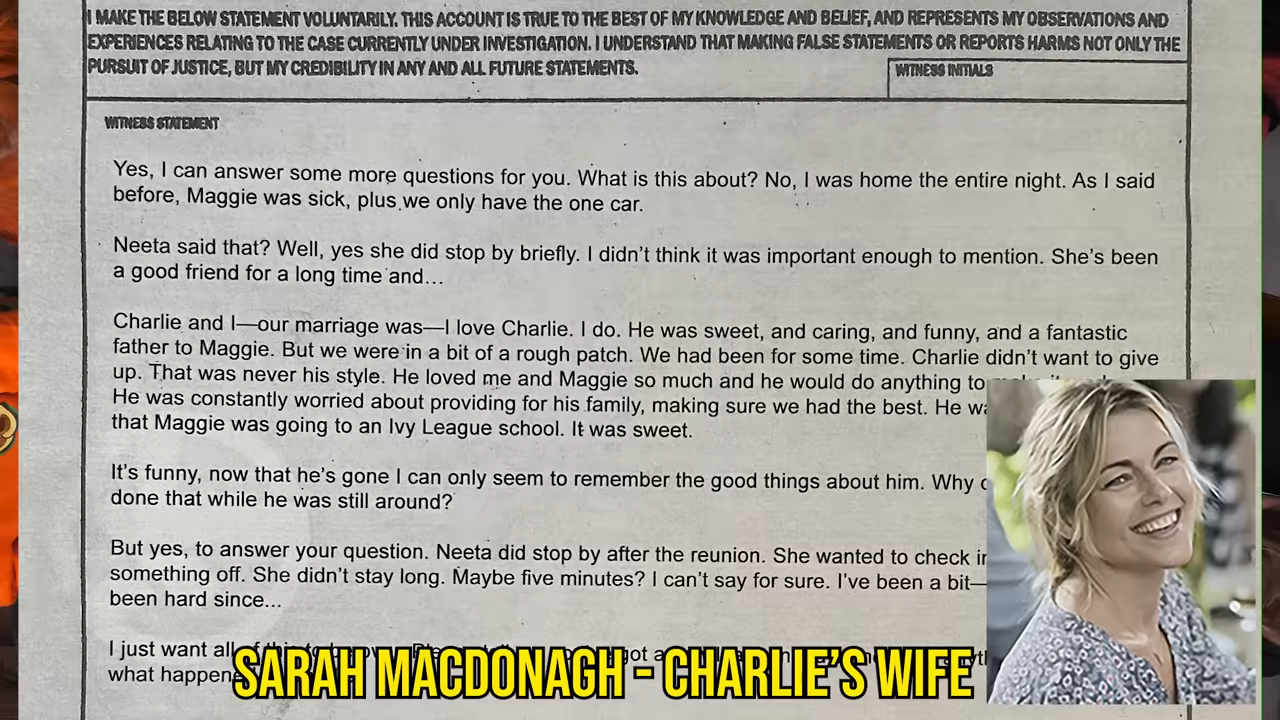 I MAKE THE BELOW STATEMENT VOLUNTARILY. THIS ACCOUNT IS TRUE TO THE BEST OF MY KNOWLEDGE AND BELIEF, AND REPRESENTS MY OBSERVATIONS AND
EXPERIENCES RELATING TO THE CASE CURRENTLY UNDER INVESTIGATION. I UNDERSTAND THAT MAKING FALSE STATEMENTS OR REPORTS HARMS NOT ONLY THE
PURSUIT OF JUSTICE, BUT MY CREDIBILITY IN ANY AND ALL FUTURE STATEMENTS.
WITNESS INITIALS
WITNESS STATEMENT
Yes, I can answer some more questions for you. What is this about? No, I was home the entire night. As I said
before, Maggie was sick, plus we only have the one car.
Neeta said that? Well, yes she did stop by briefly. I didn't think it was important enough to mention. She's been
a good friend for a long time and…
Charlie and I—our marriage was—I love Charlie. I do. He was sweet, and caring, and funny, and a fantastic
father to Maggie. But we were in a bit of a rough patch. We had been for some time. Charlie didn't want to give
up. That was never his style. He loved me and Maggie so much and he would do anything to
He was constantly worried about providing for his family, making sure we had the best. He
that Maggie was going to an Ivy League school. It was sweet.
It's funny, now that he's gone I can only seem to remember the good things about him. Why
done that while he was still around?
But yes, to answer your question. Neeta did stop by after the reunion. She wanted to check
something off. She didn't stay long. Maybe five minutes? I can't say for sure. I've been a bit—
been hard since...
I just want all
what
SARAH MACDONAGH - CHARLIE'S WIFE